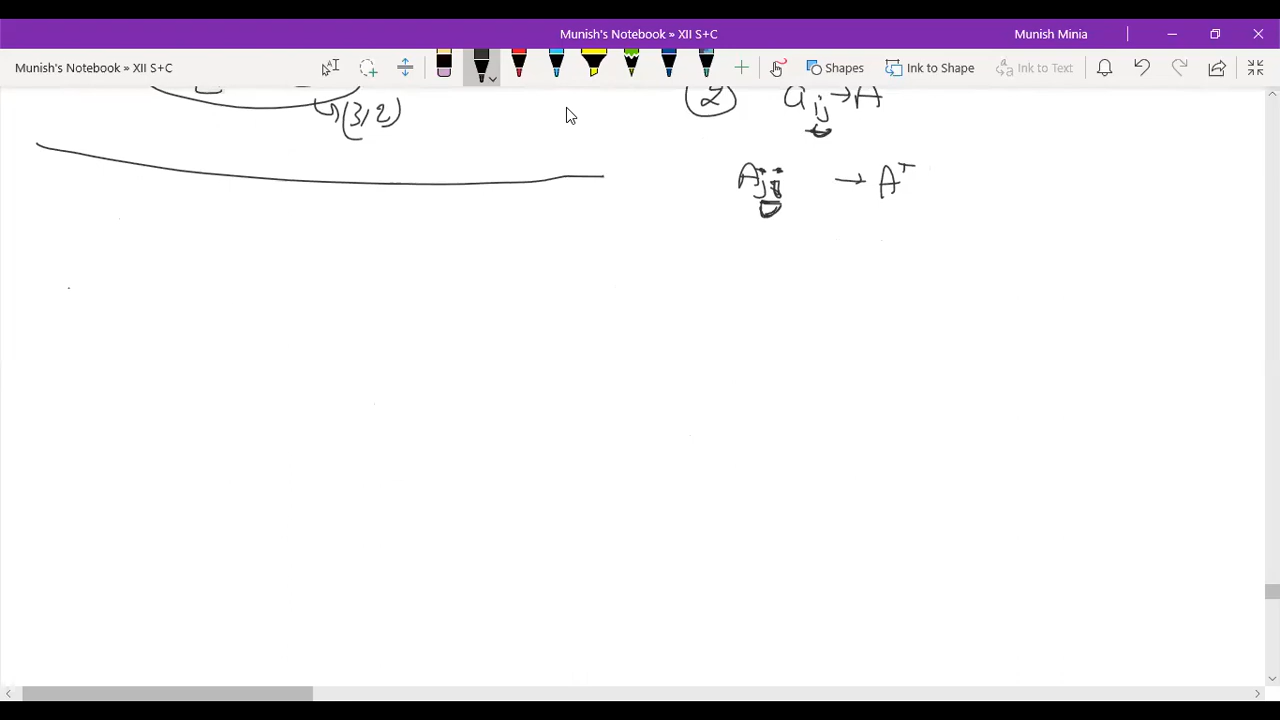 Munish's Notebook » XII S+C
Munish Minia
Munish's Notebook » XII S+C
Shapes
Ink to Shape
Ink to Text
(3,2)
(2) aij → A
Aji → Aᵀ